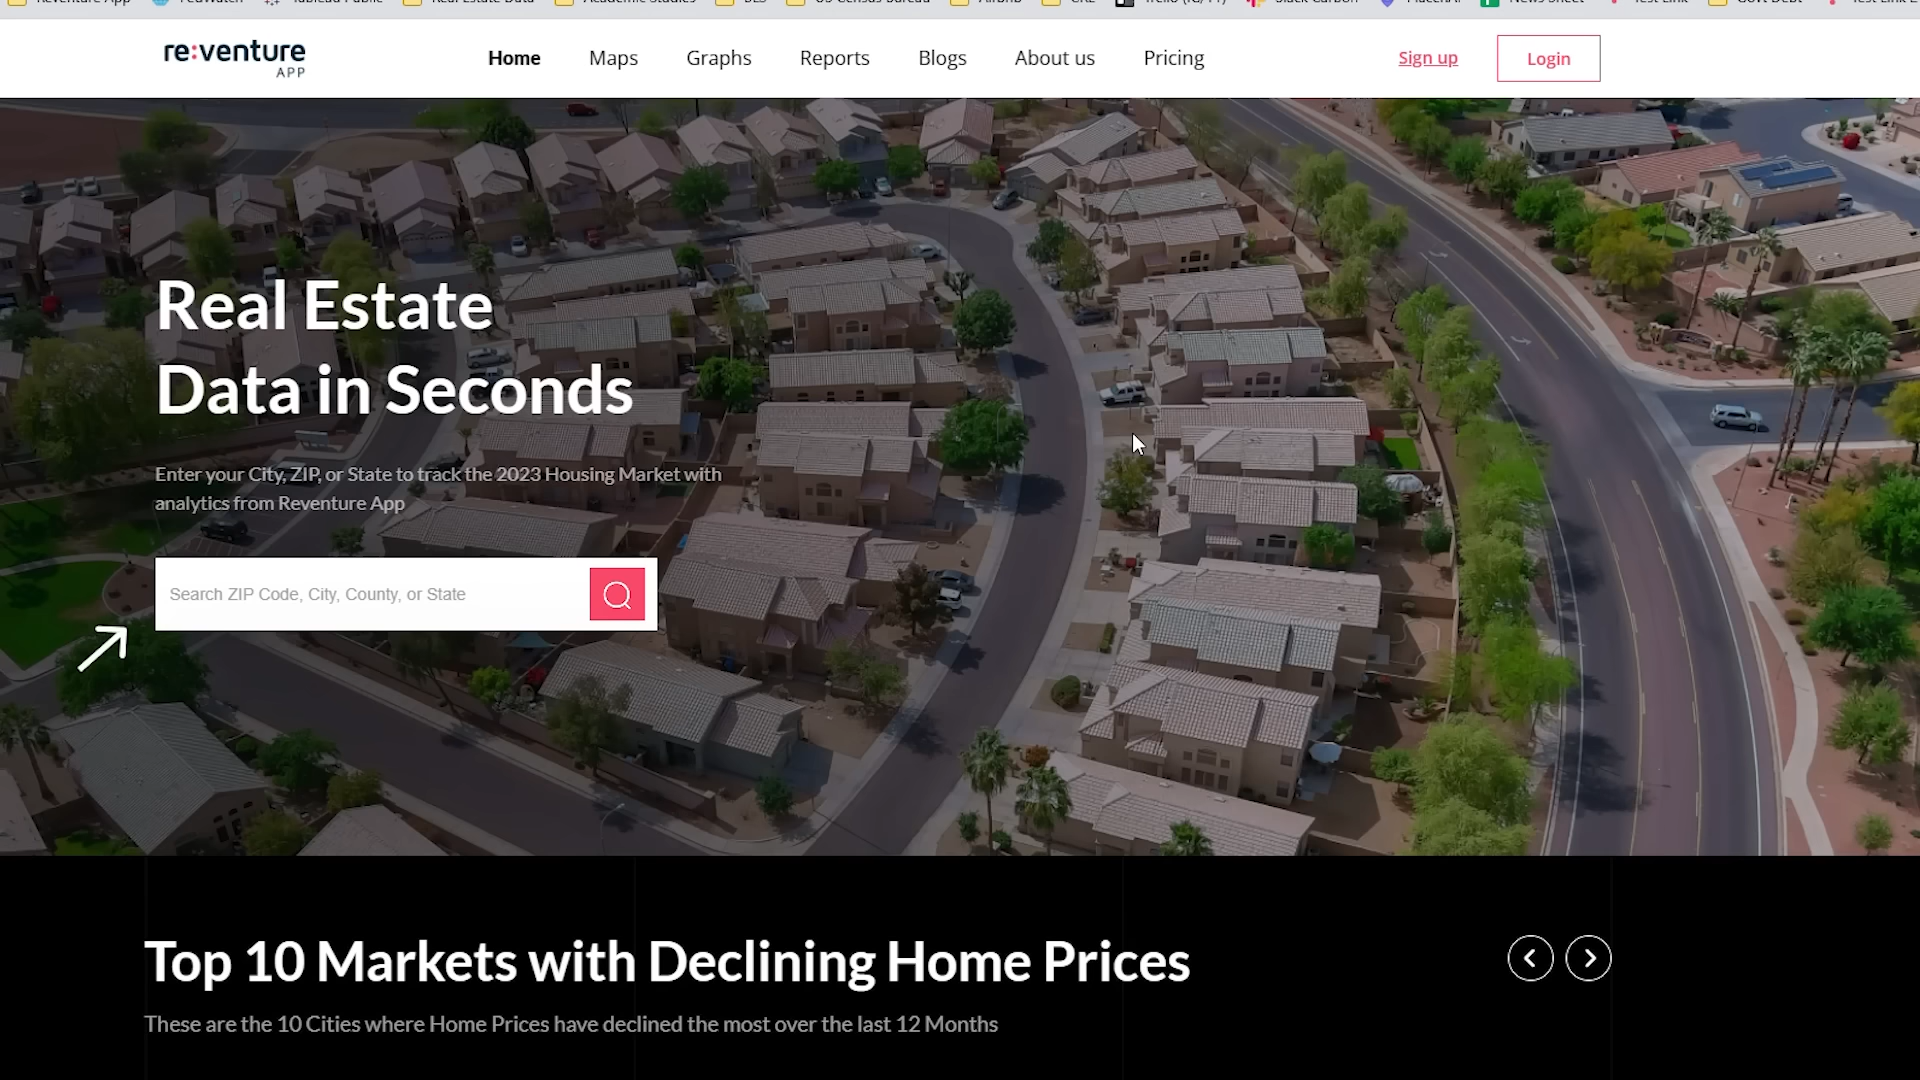 re:venture
APP
Home
Maps
Graphs
Reports
Blogs
About us
Pricing
Sign up
Login
Real Estate
Data in Seconds
Enter your City, ZIP, or State to track the 2023 Housing Market with
analytics from Reventure App
Search ZIP Code, City, County, or State
Top 10 Markets with Declining Home Prices
These are the 10 Cities where Home Prices have declined the most over the last 12 Months